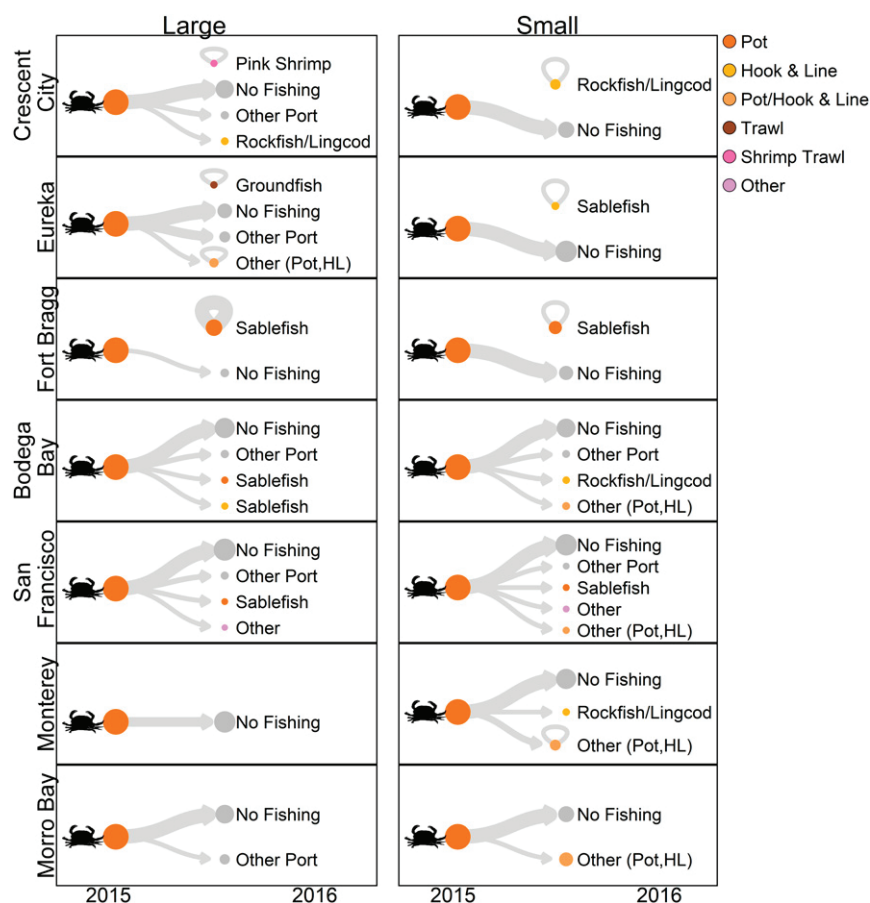 Large
Small
Crescent
City
Pink Shrimp
No Fishing
Other Port
Rockfish/Lingcod
Rockfish/Lingcod
No Fishing
Pot
Hook & Line
Pot/Hook & Line
Trawl
Shrimp Trawl
Other
Eureka
Groundfish
No Fishing
Other Port
Other (Pot,HL)
Sablefish
No Fishing
Fort Bragg
Sablefish
No Fishing
Sablefish
No Fishing
Bodega
Bay
No Fishing
Other Port
Sablefish
Sablefish
No Fishing
Other Port
Rockfish/Lingcod
Other (Pot,HL)
San
Francisco
No Fishing
Other Port
Sablefish
Other
No Fishing
Other Port
Sablefish
Other
Other (Pot,HL)
Monterey
No Fishing
No Fishing
Rockfish/Lingcod
Other (Pot,HL)
Morro Bay
No Fishing
Other Port
No Fishing
Other (Pot,HL)
2015
2016
2015
2016